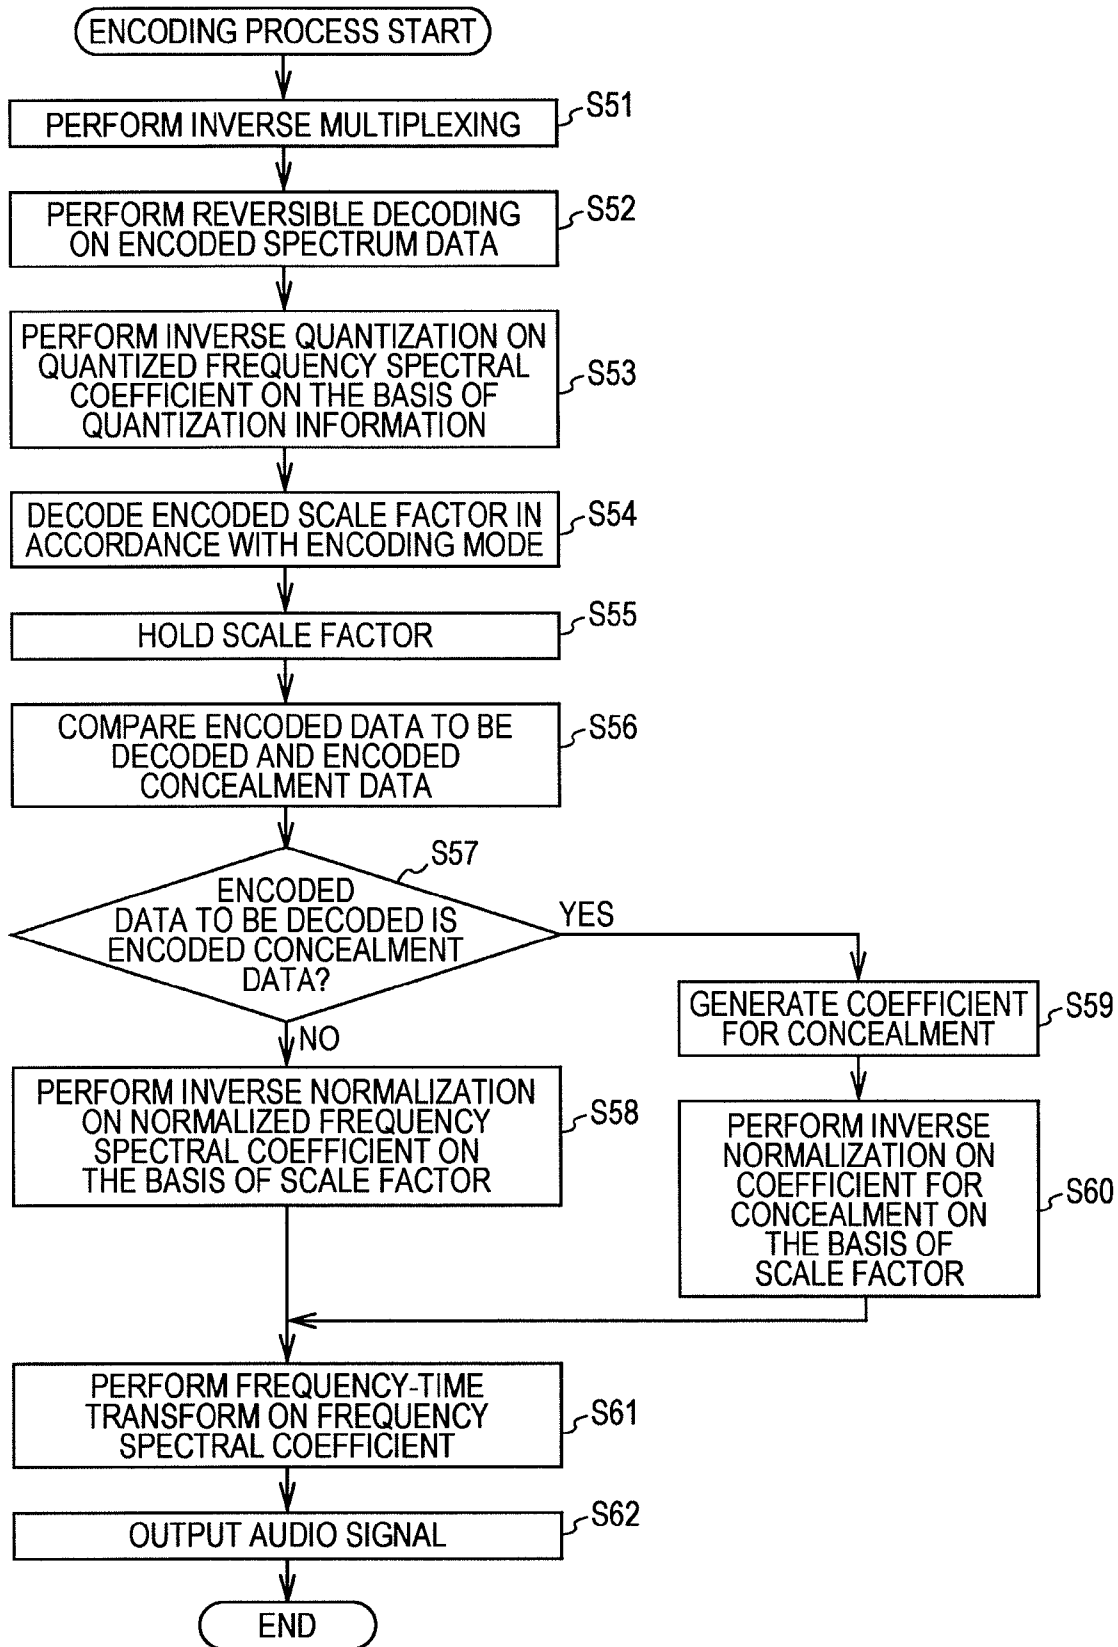 ENCODING PROCESS START
PERFORM INVERSE MULTIPLEXING
S51
PERFORM REVERSIBLE DECODING
ON ENCODED SPECTRUM DATA
S52
PERFORM INVERSE QUANTIZATION ON
QUANTIZED FREQUENCY SPECTRAL
COEFFICIENT ON THE BASIS OF
QUANTIZATION INFORMATION
S53
DECODE ENCODED SCALE FACTOR IN
ACCORDANCE WITH ENCODING MODE
S54
HOLD SCALE FACTOR
S55
COMPARE ENCODED DATA TO BE
DECODED AND ENCODED
CONCEALMENT DATA
S56
S57
ENCODED
DATA TO BE DECODED IS
ENCODED CONCEALMENT
DATA?
YES
NO
PERFORM INVERSE NORMALIZATION
ON NORMALIZED FREQUENCY
SPECTRAL COEFFICIENT ON
THE BASIS OF SCALE FACTOR
S58
GENERATE COEFFICIENT
FOR CONCEALMENT
S59
PERFORM INVERSE
NORMALIZATION ON
COEFFICIENT FOR
CONCEALMENT ON
THE BASIS OF
SCALE FACTOR
S60
PERFORM FREQUENCY-TIME
TRANSFORM ON FREQUENCY
SPECTRAL COEFFICIENT
S61
OUTPUT AUDIO SIGNAL
S62
END